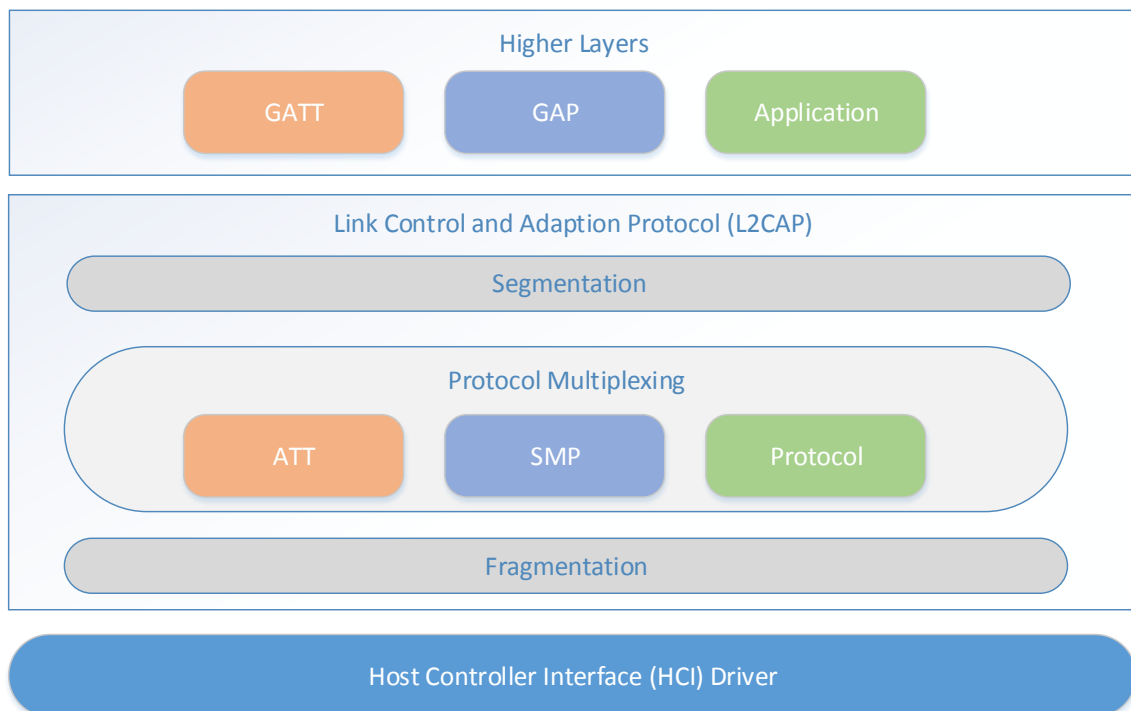 Higher Layers
GATT
GAP
Application
Link Control and Adaption Protocol (L2CAP)
Segmentation
Protocol Multiplexing
ATT
SMP
Protocol
Fragmentation
Host Controller Interface (HCI) Driver